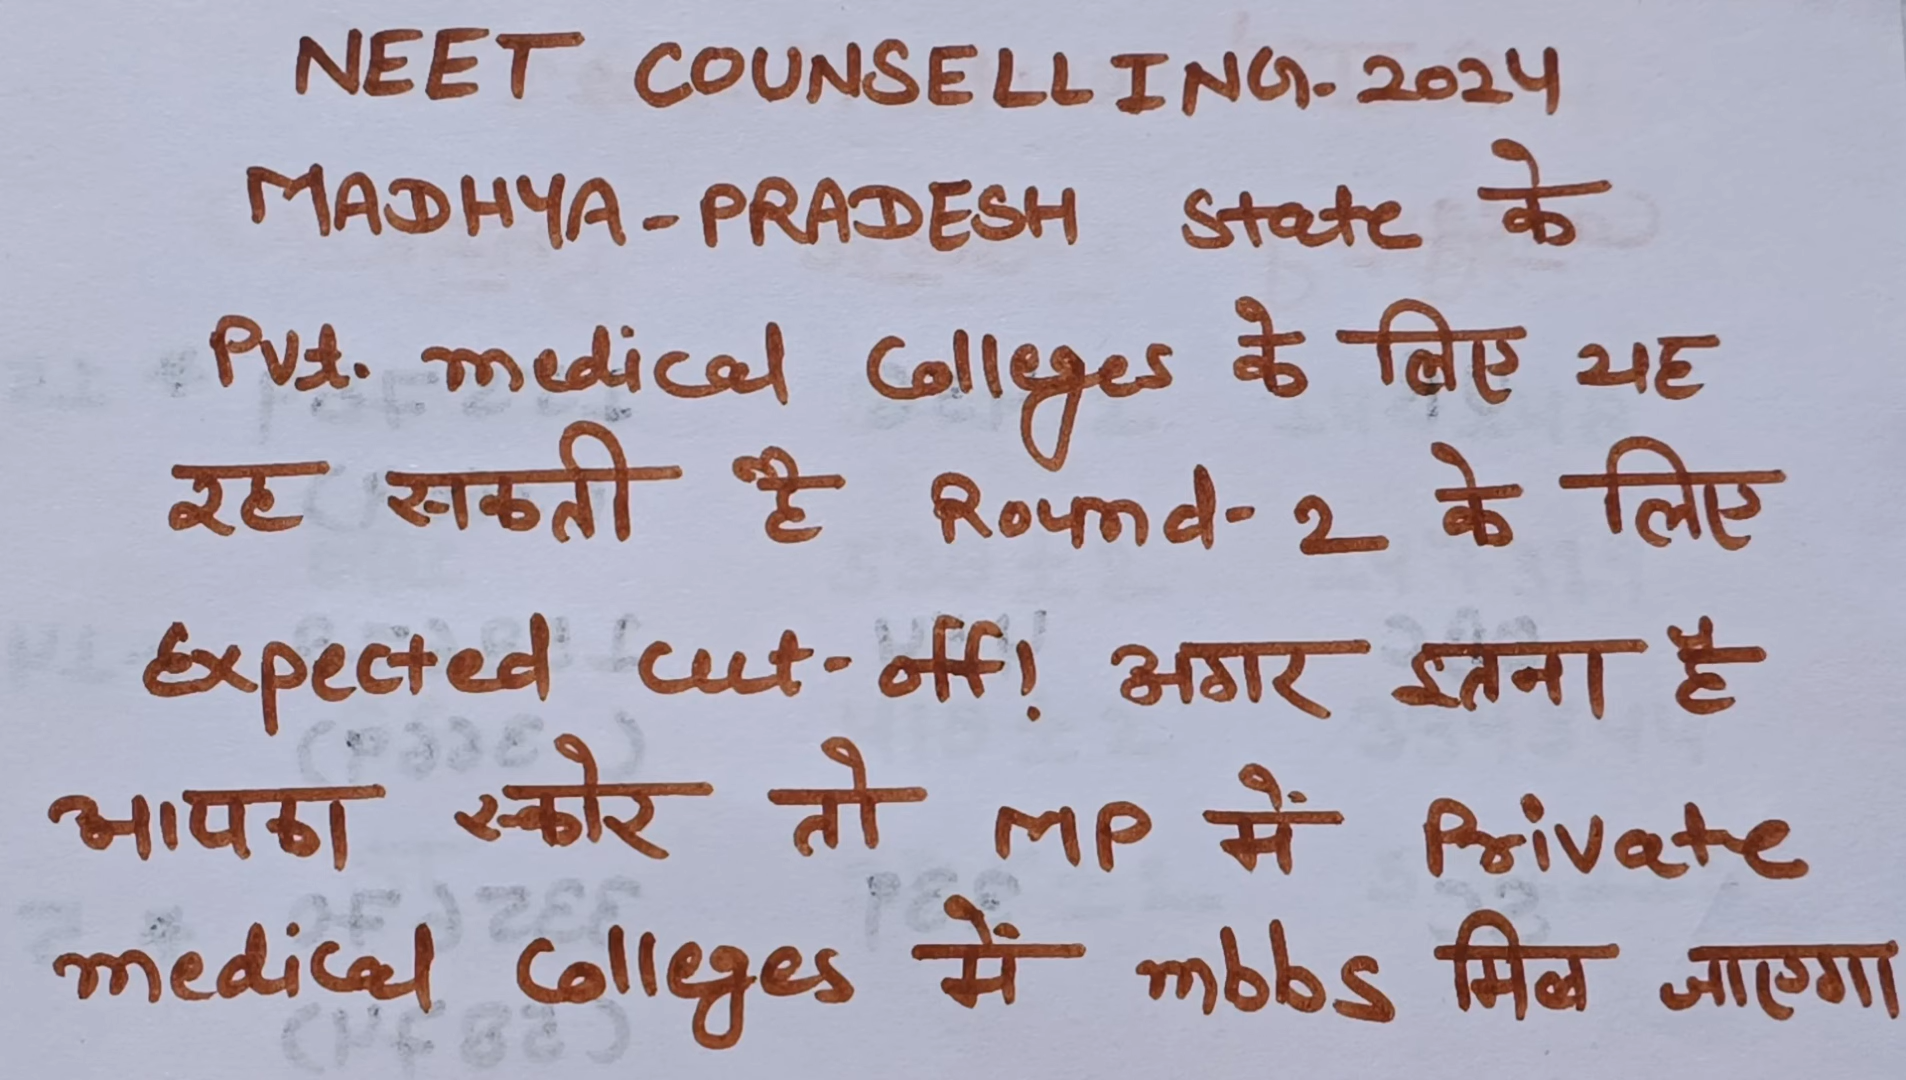 NEET COUNSELLING-2024
MADHYA-PRADESH State के
Pvt. medical Colleges के लिए यह
रह सकती है Round-2 के लिए
Expected cut-off! अगर इतना है
आपका स्कोर तो MP में Private
medical Colleges में mbbs मिल जाएगा